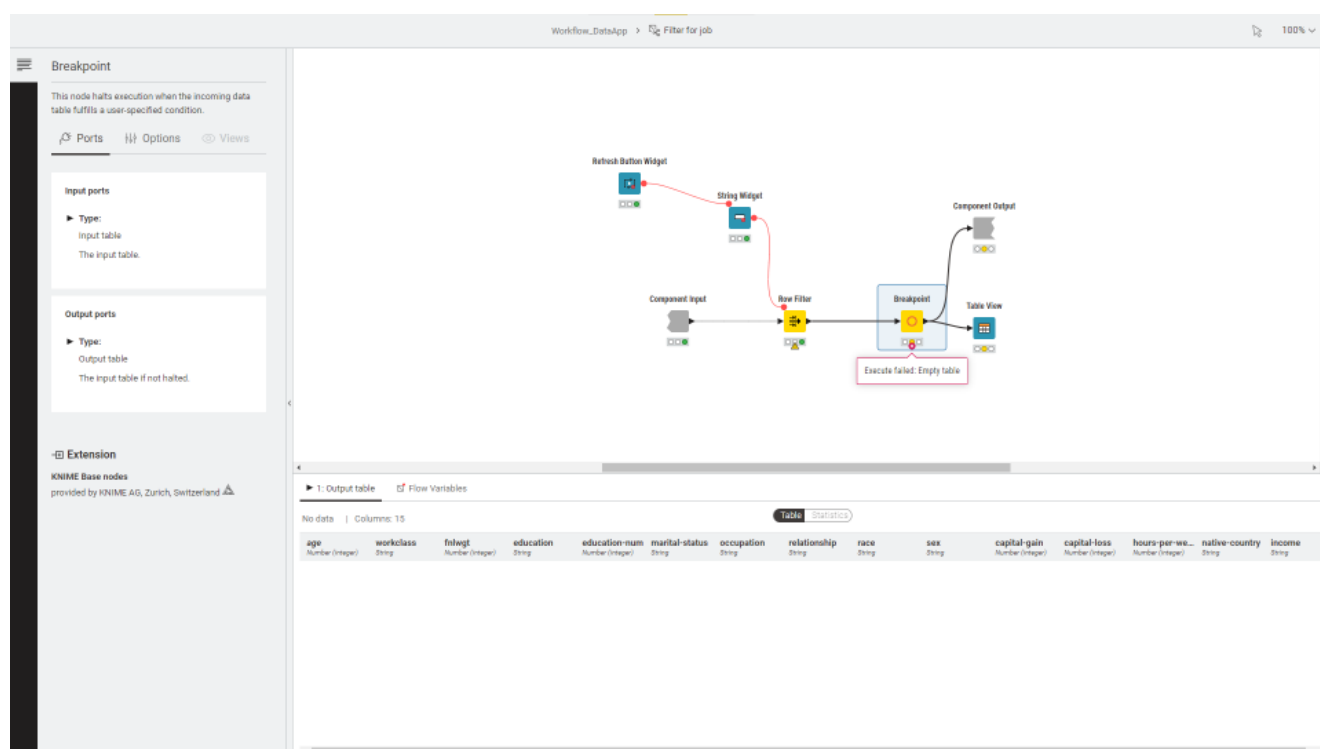 Workflow_DataApp > Filter for job
100%
Breakpoint
This node halts execution when the incoming data
table fulfills a user-specified condition.
Ports Options Views
Input ports
Type:
Input table
The input table.
Output ports
Type:
Output table
The input table if not halted.
Extension
KNIME Base nodes
provided by KNIME AG, Zurich, Switzerland
Refresh Button Widget
String Widget
Component Output
Component Input
Row Filter
Breakpoint
Table View
Execute failed: Empty table
1: Output table Flow Variables
No data | Columns: 15
Table Statistics
age workclass fnlwgt education education-num marital-status occupation relationship race sex capital-gain capital-loss hours-per-we... native-country income
Number (integer) String Number (integer) String Number (integer) String String String String String Number (integer) Number (integer) Number (integer) String String